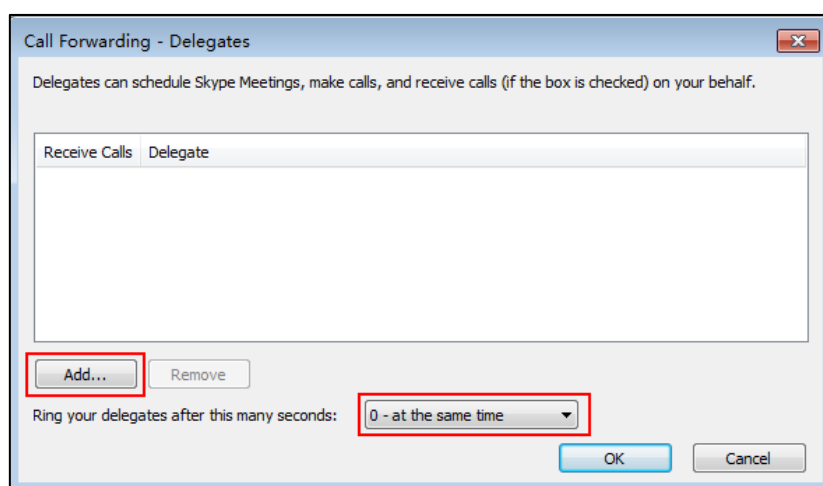 Call Forwarding - Delegates
Delegates can schedule Skype Meetings, make calls, and receive calls (if the box is checked) on your behalf.
Receive Calls Delegate
Add... Remove
Ring your delegates after this many seconds: 0 - at the same time
OK Cancel